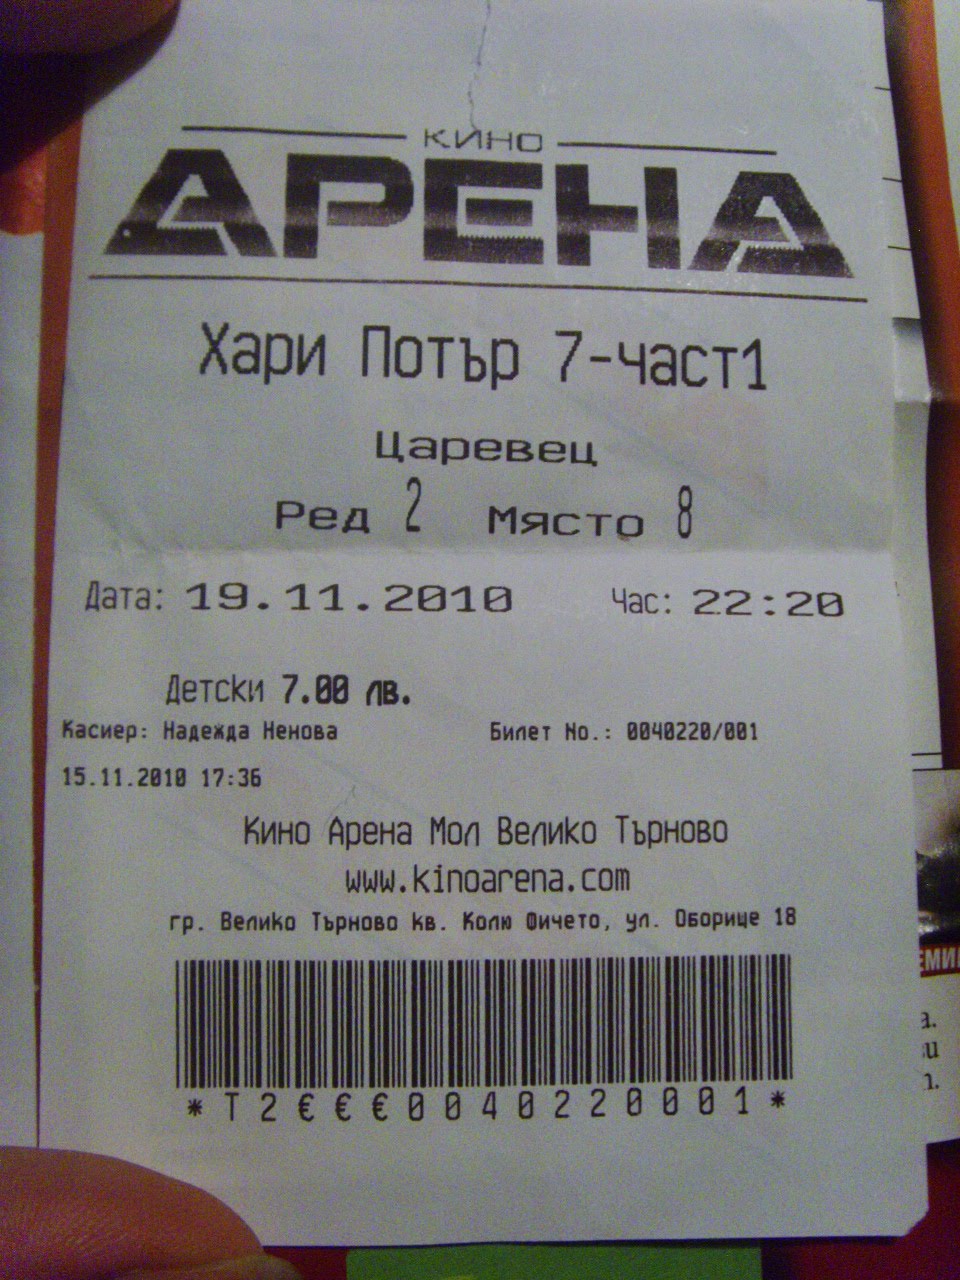 КИНО
АРЕНА
Хари Потър 7-част1
Царевец
Ред 2 Място 8
Дата: 19.11.2010 Час: 22:20
Детски 7.00 лв.
Касиер: Надежда Ненова Билет No.: 0040220/001
15.11.2010 17:36
Кино Арена Мол Велико Търново
www.kinoarena.com
гр. Велико Търново кв. Колю Фичето, ул. Оборище 18
*T2€€€0040220001*